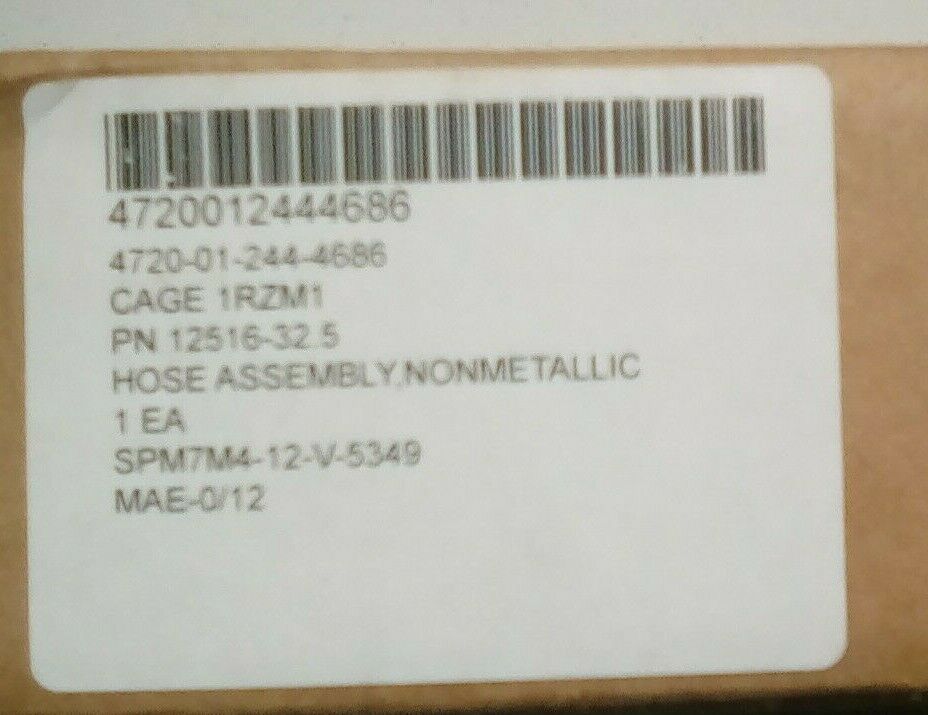 4720012444686
4720-01-244-4686
CAGE 1RZM1
PN 12516-32.5
HOSE ASSEMBLY,NONMETALLIC
1 EA
SPM7M4-12-V-5349
MAE-0/12